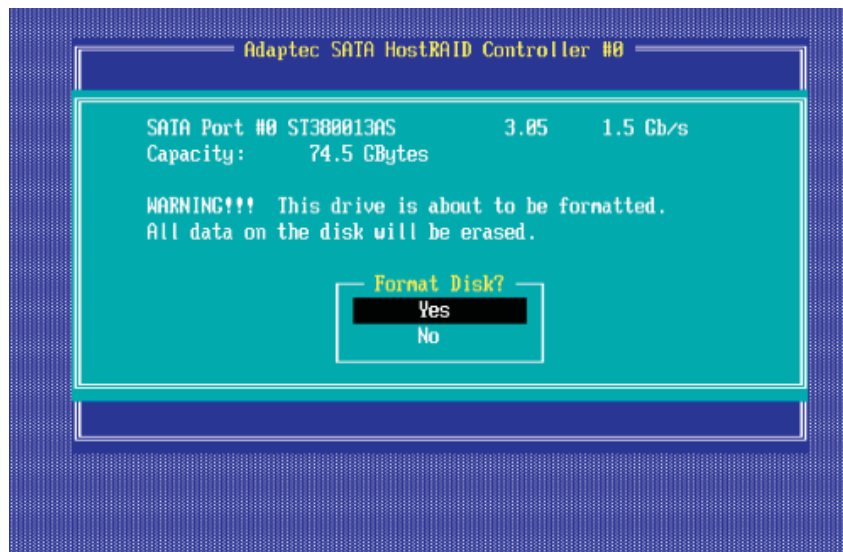 Adaptec SATA HostRAID Controller #0
SATA Port #0 ST380013AS 3.05 1.5 Gb/s
Capacity: 74.5 GBytes
WARNING!!! This drive is about to be formatted.
All data on the disk will be erased.
Format Disk?
Yes
No